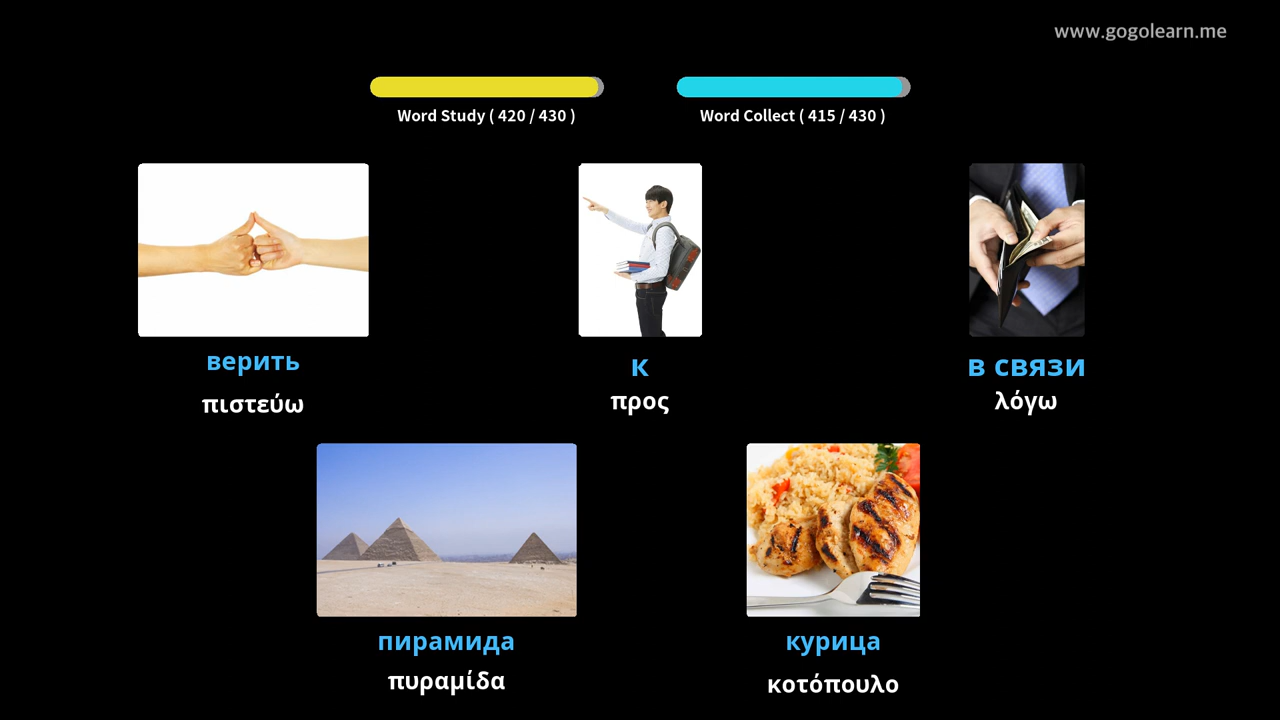 www.gogolearn.me
Word Study ( 420 / 430 )
Word Collect ( 415 / 430 )
верить
πιστεύω
к
προς
в связи
λόγω
пирамида
πυραμίδα
курица
κοτόπουλο